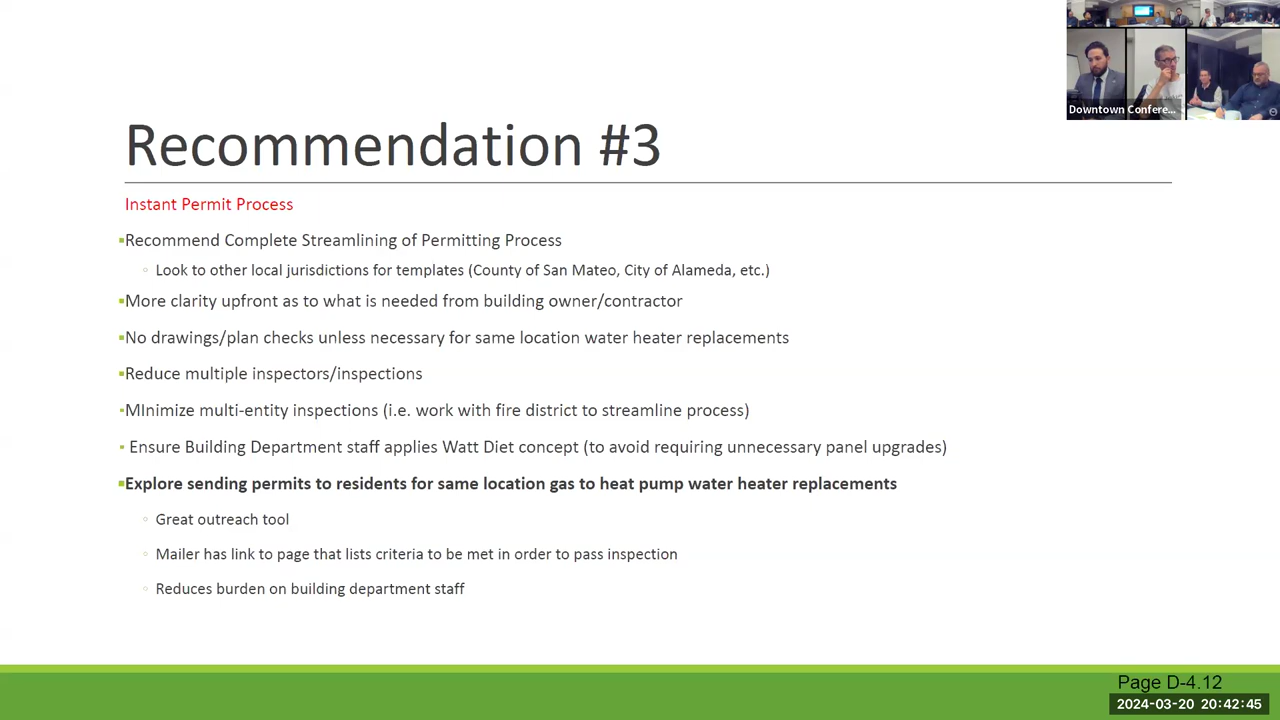 Downtown Confere...
Recommendation #3
Instant Permit Process
▪Recommend Complete Streamlining of Permitting Process
◦ Look to other local jurisdictions for templates (County of San Mateo, City of Alameda, etc.)
▪More clarity upfront as to what is needed from building owner/contractor
▪No drawings/plan checks unless necessary for same location water heater replacements
▪Reduce multiple inspectors/inspections
▪MInimize multi-entity inspections (i.e. work with fire district to streamline process)
▪ Ensure Building Department staff applies Watt Diet concept (to avoid requiring unnecessary panel upgrades)
▪Explore sending permits to residents for same location gas to heat pump water heater replacements
◦ Great outreach tool
◦ Mailer has link to page that lists criteria to be met in order to pass inspection
◦ Reduces burden on building department staff
Page D-4.12
2024-03-20 20:42:45